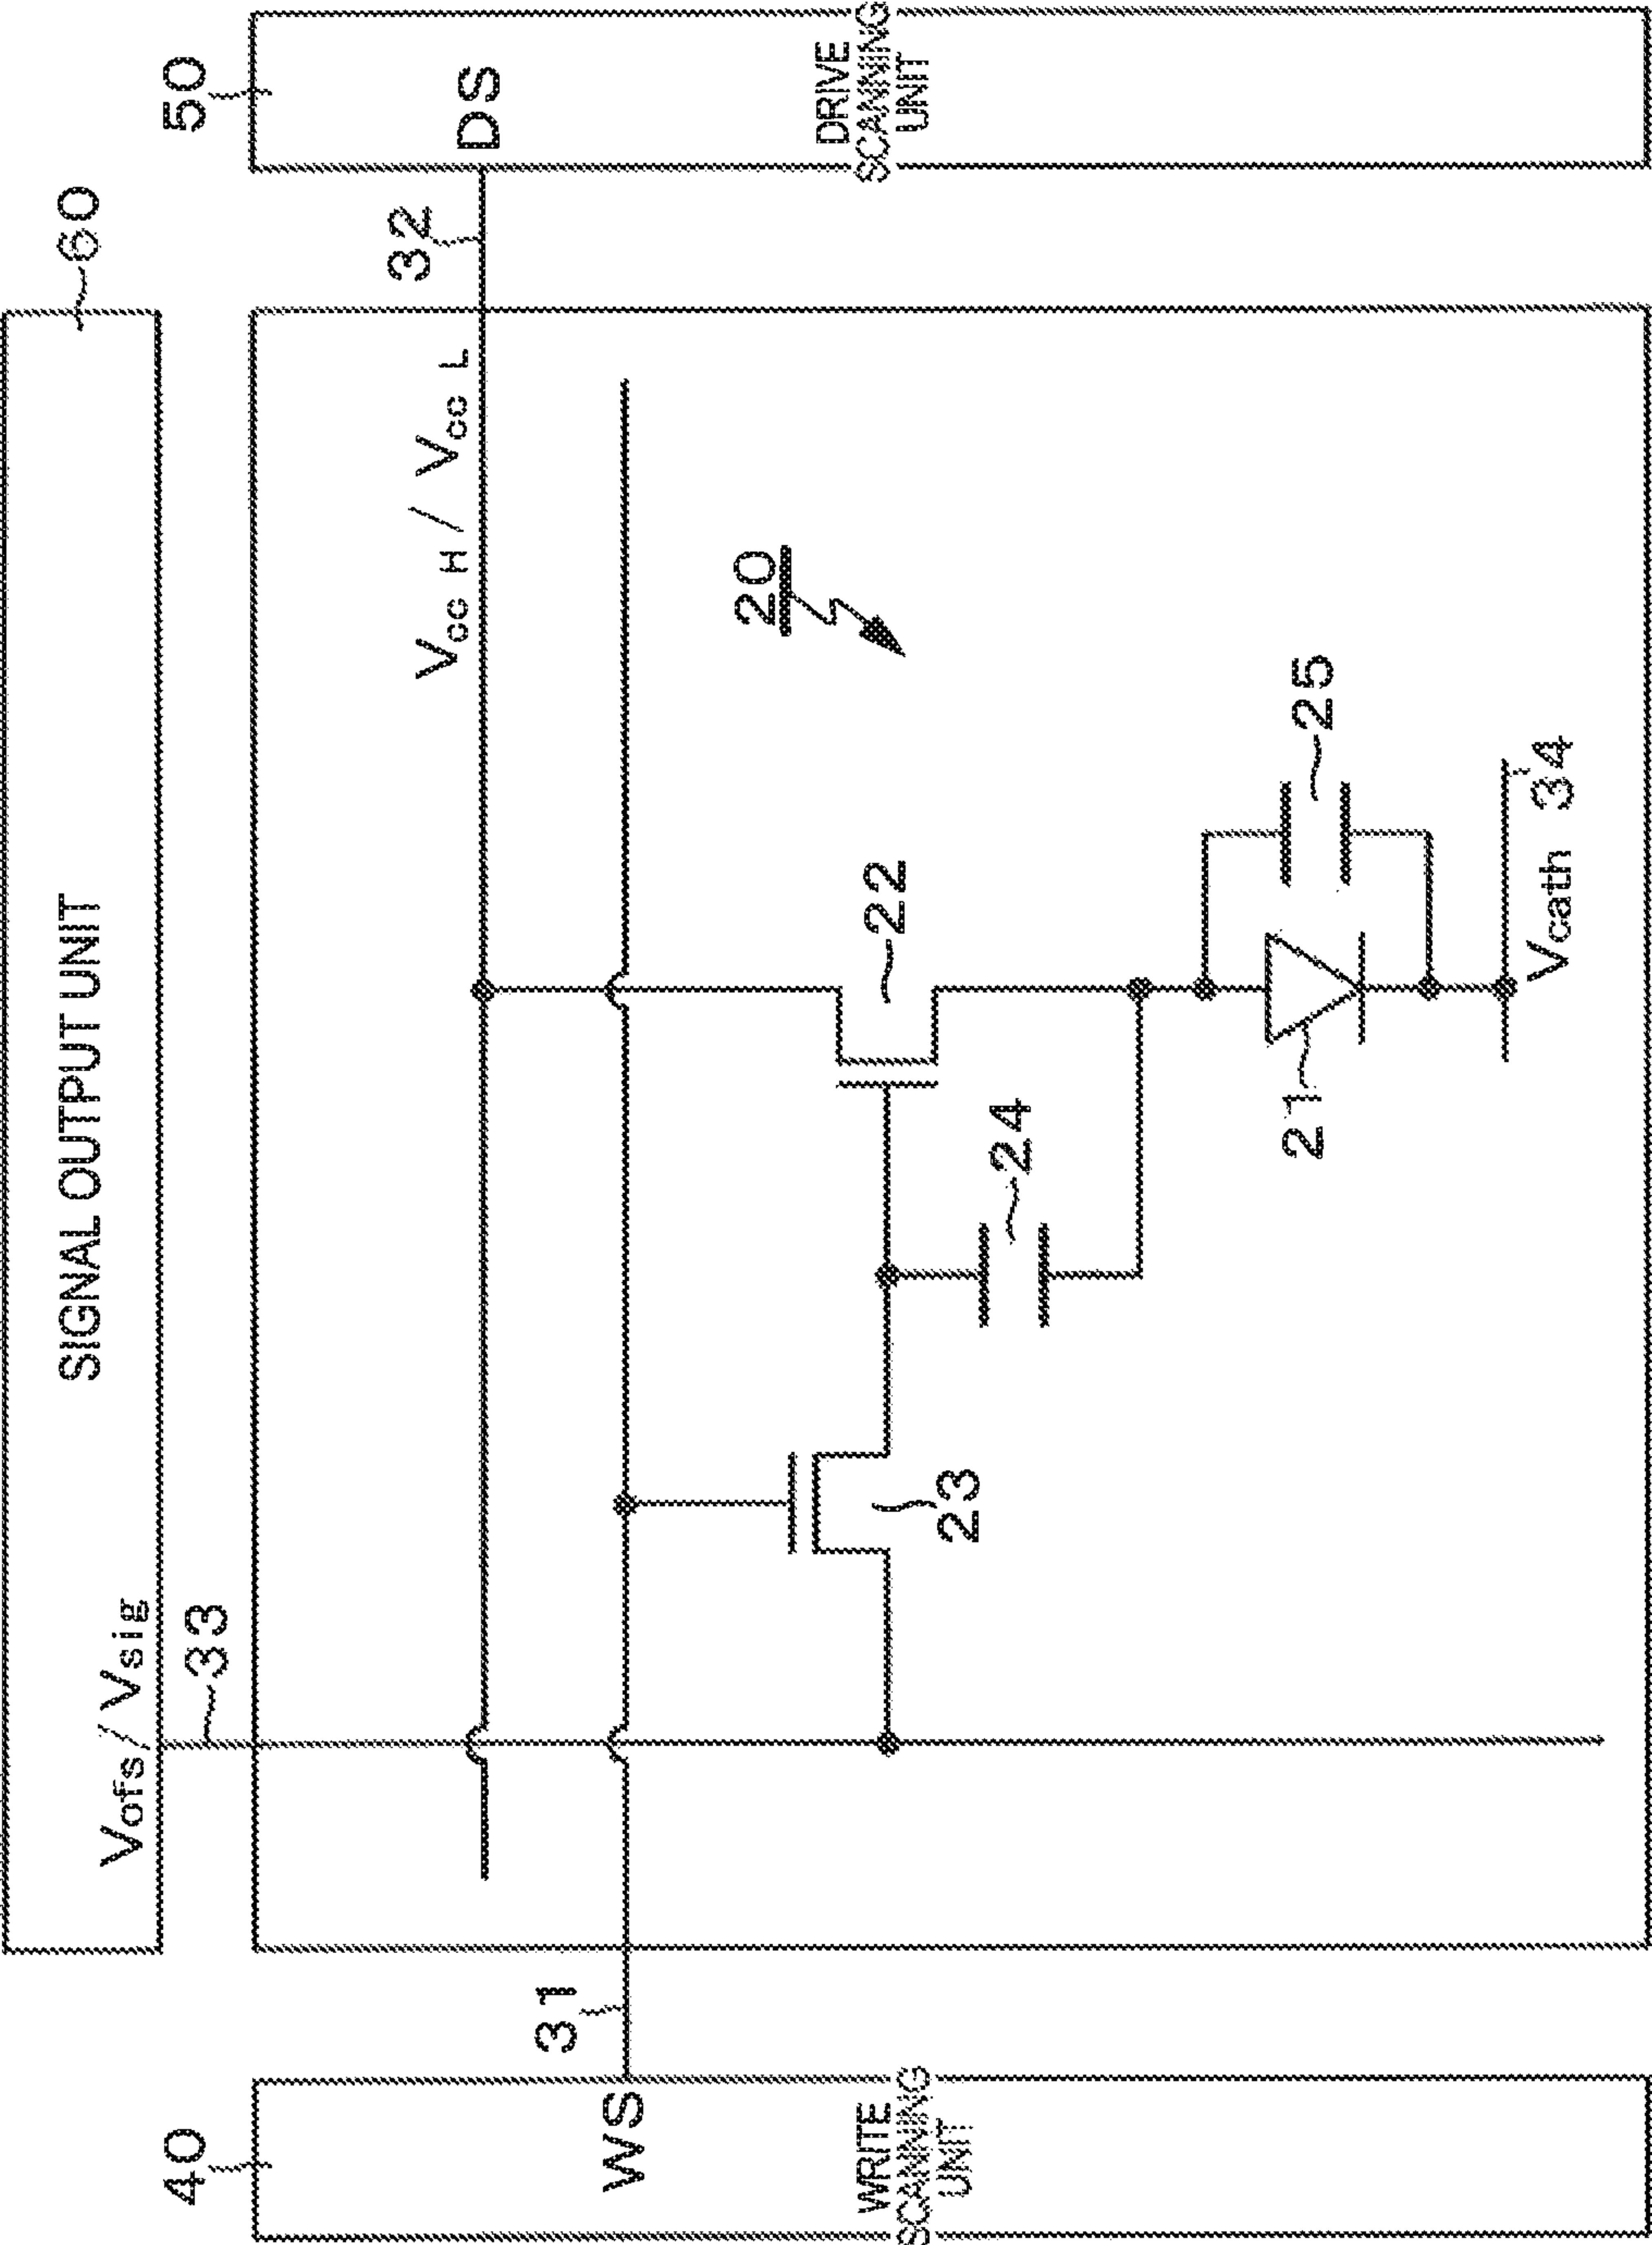 60
SIGNAL OUTPUT UNIT
Vofs / Vsig
33
40
50
32
Vcc H / Vcc L
DS
31
WS
20
22
DRIVE
SCANNING
UNIT
WRITE
SCANNING
UNIT
23
24
25
21
Vcath 34